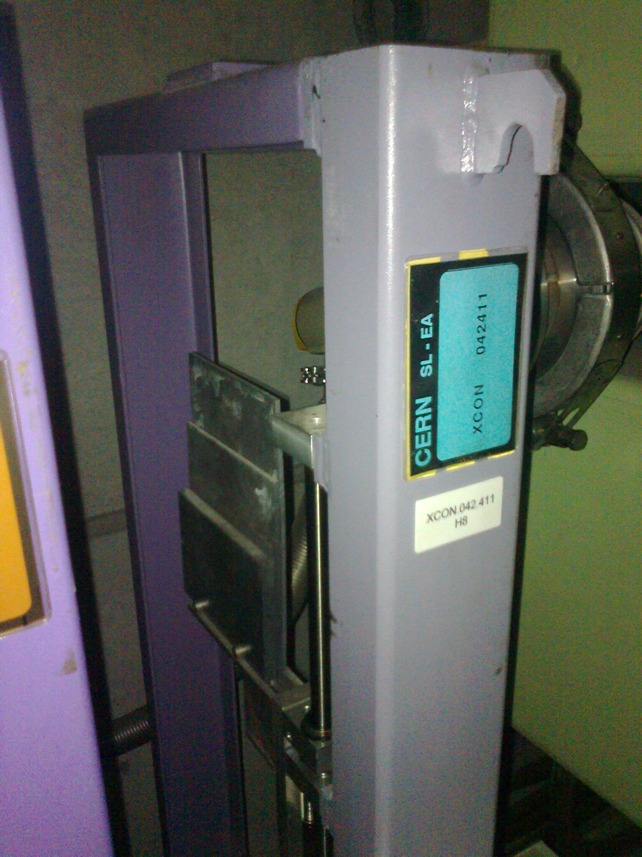 CERN SL - EA
XCON 042411
XCON.042.411
H8